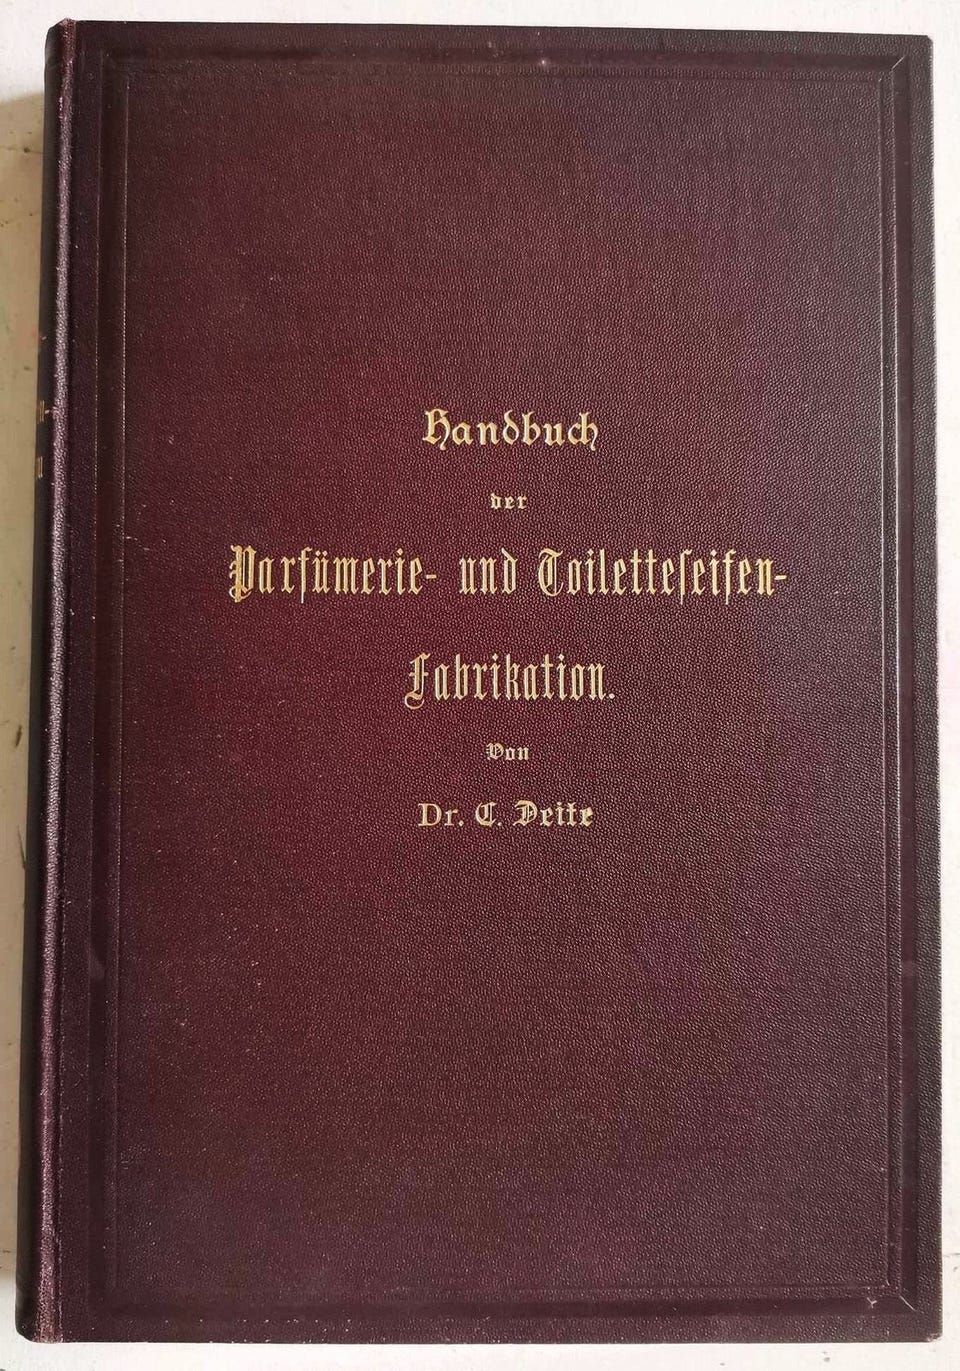 Handbuch
der
Parfümerie- und Toiletteſeifen-
Fabrikation.
Von
Dr. C. Deite